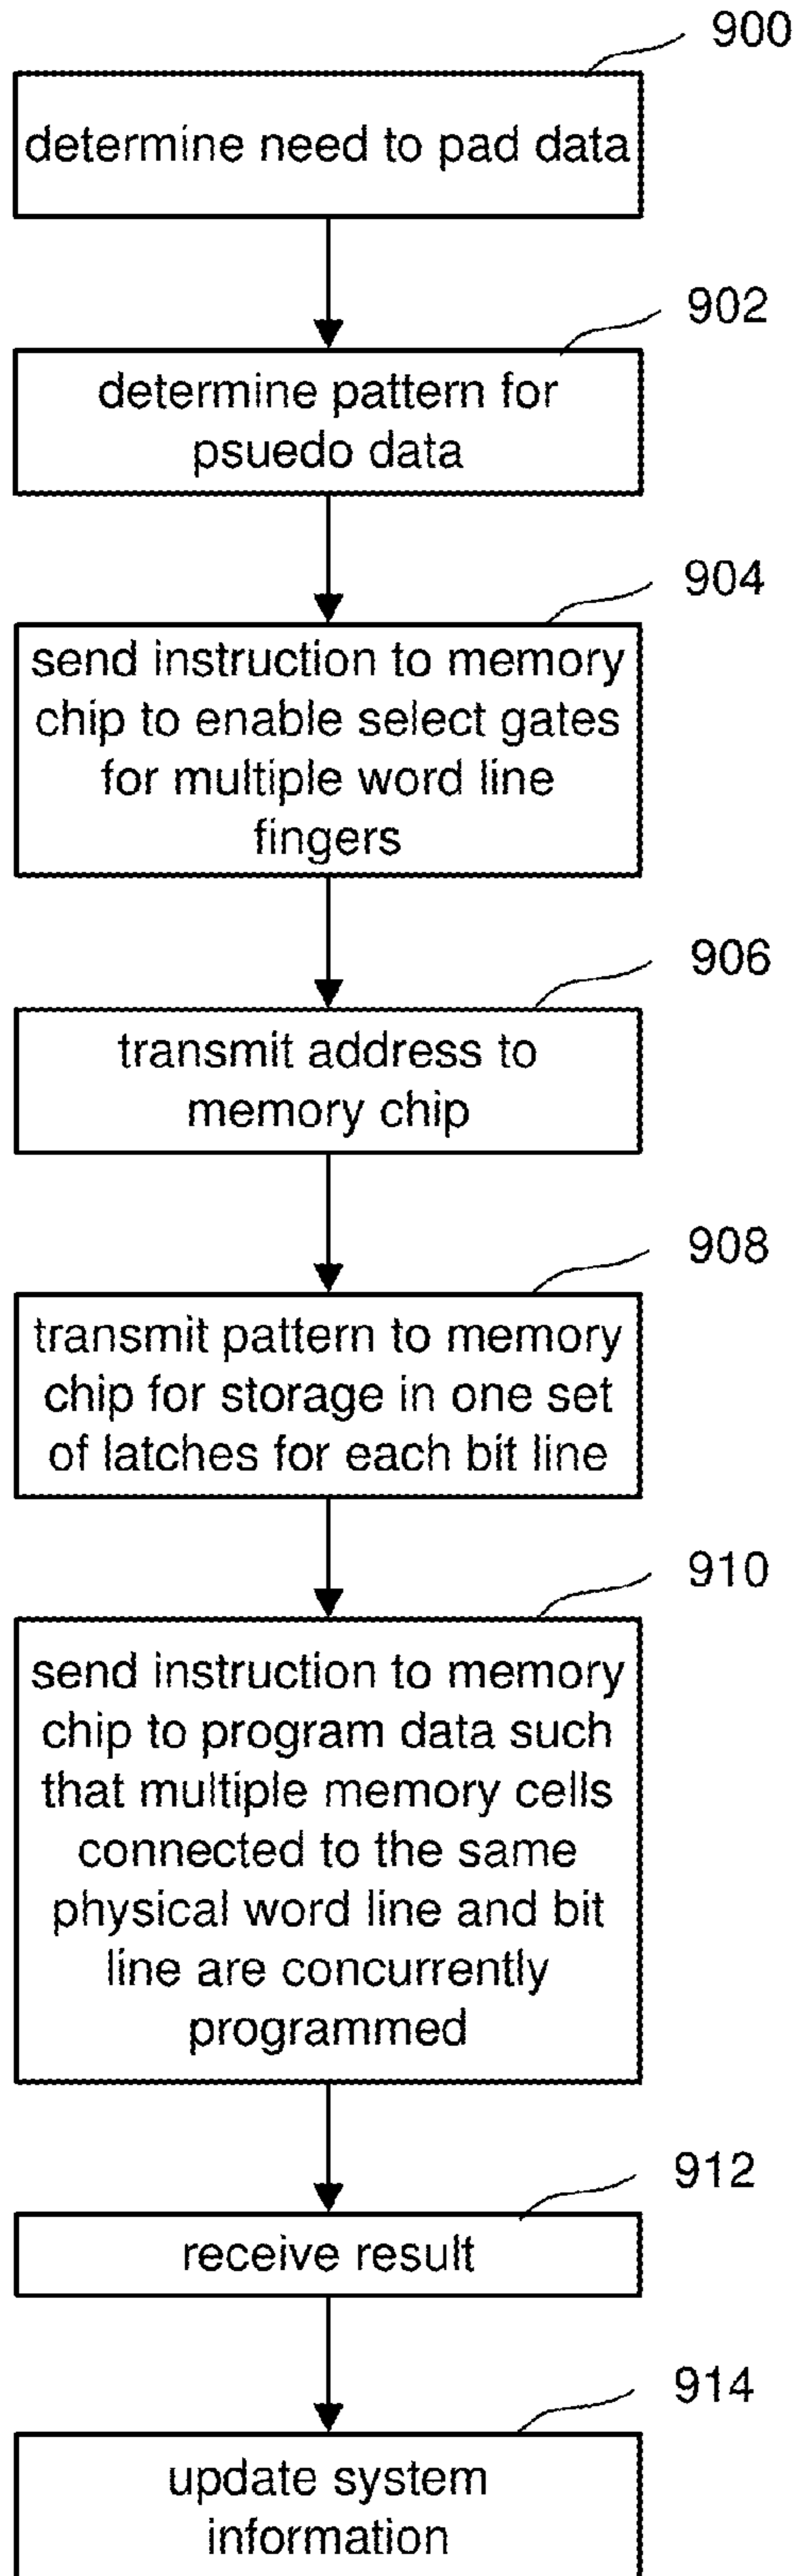 900
determine need to pad data
902
determine pattern for
psuedo data
904
send instruction to memory
chip to enable select gates
for multiple word line
fingers
906
transmit address to
memory chip
908
transmit pattern to memory
chip for storage in one set
of latches for each bit line
910
send instruction to memory
chip to program data such
that multiple memory cells
connected to the same
physical word line and bit
line are concurrently
programmed
912
receive result
914
update system
information